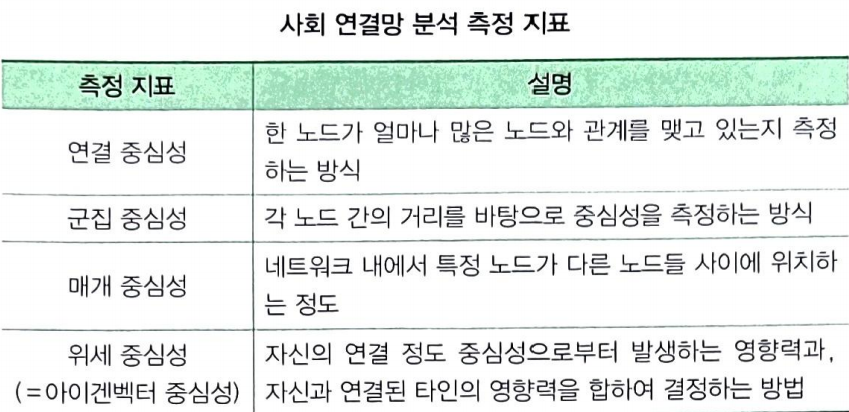 사회 연결망 분석 측정 지표
측정 지표
설명
연결 중심성
한 노드가 얼마나 많은 노드와 관계를 맺고 있는지 측정
하는 방식
군집 중심성
각 노드 간의 거리를 바탕으로 중심성을 측정하는 방식
매개 중심성
네트워크 내에서 특정 노드가 다른 노드들 사이에 위치하
는 정도
위세 중심성
(=아이겐벡터 중심성)
자신의 연결 정도 중심성으로부터 발생하는 영향력과,
자신과 연결된 타인의 영향력을 합하여 결정하는 방법